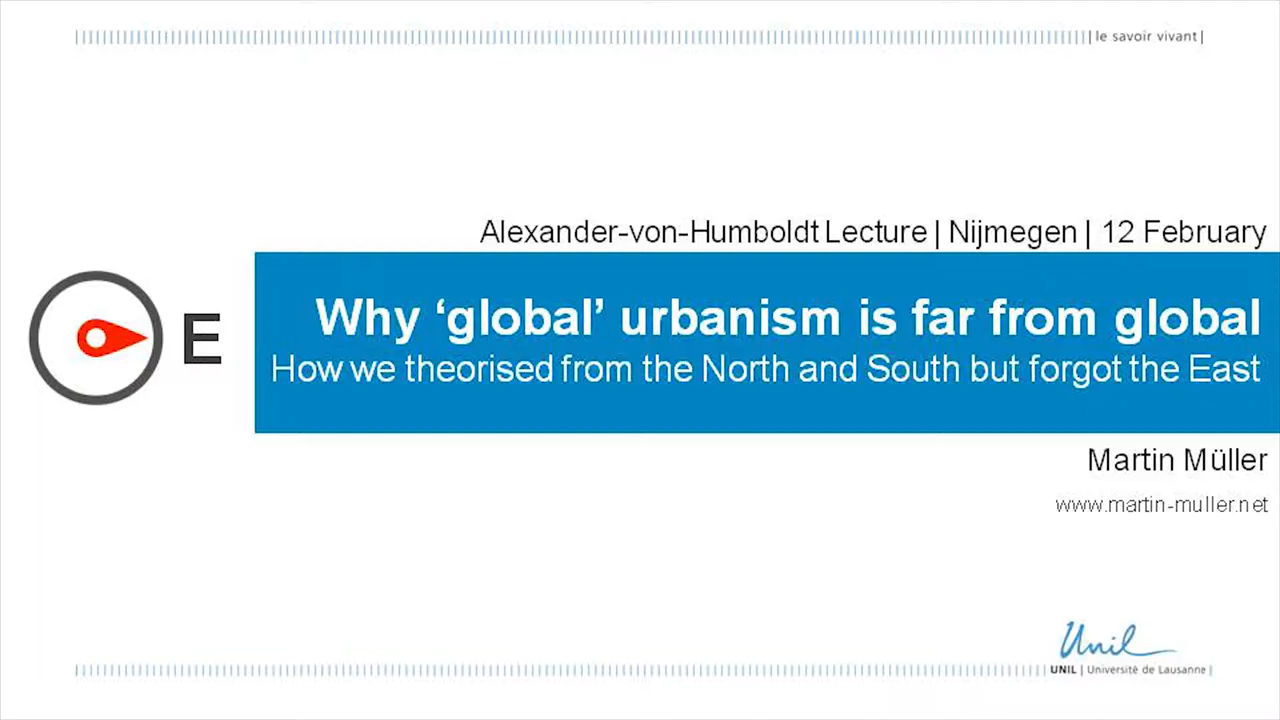 |le savoir vivant|
Alexander-von-Humboldt Lecture | Nijmegen | 12 February
E
Why ‘global’ urbanism is far from global
How we theorised from the North and South but forgot the East
Martin Müller
www.martin-muller.net
Unil
UNIL | Université de Lausanne |